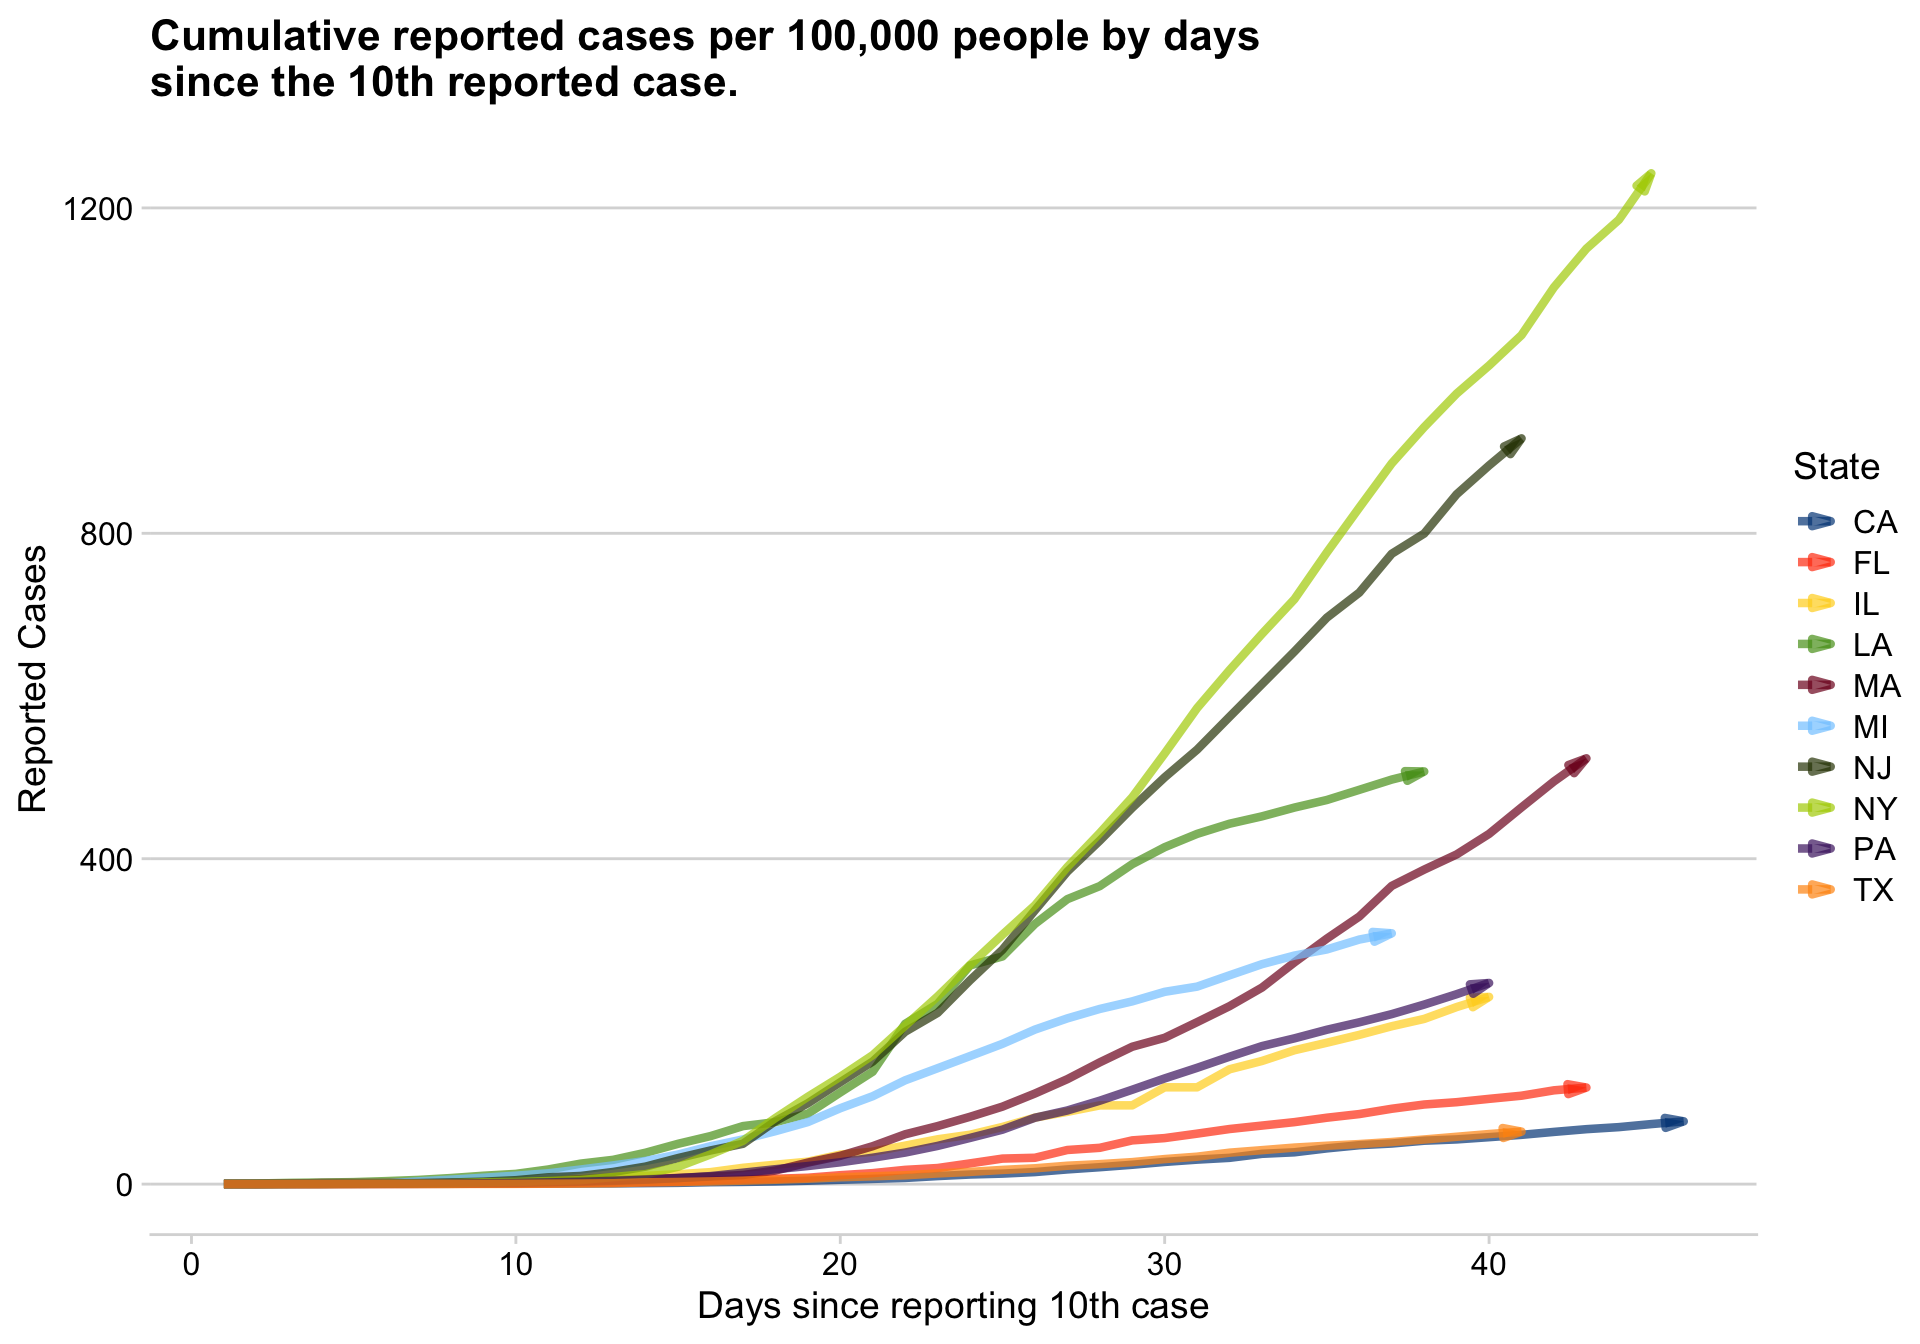 Cumulative reported cases per 100,000 people by days
since the 10th reported case.
Reported Cases
1200
800
400
0
0
10
20
30
40
Days since reporting 10th case
State
CA
FL
IL
LA
MA
MI
NJ
NY
PA
TX